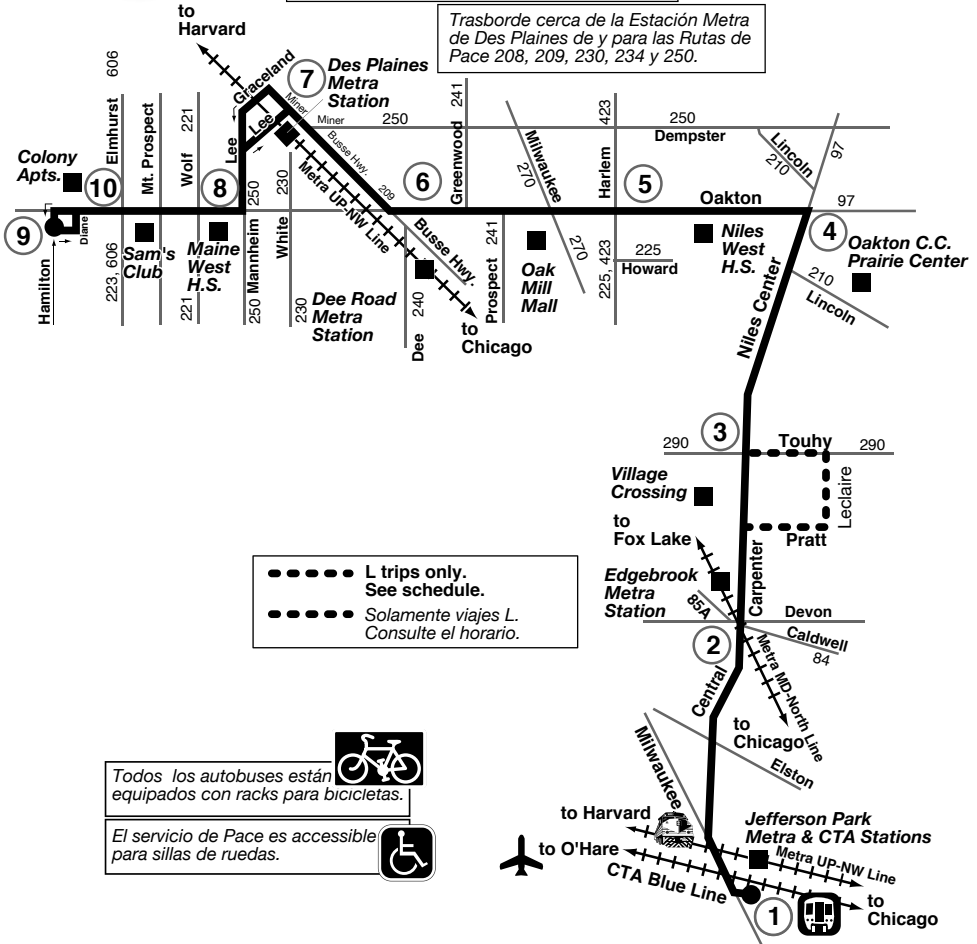 Trasborde cerca de la Estación Metra
de Des Plaines de y para las Rutas de
Pace 208, 209, 230, 234 y 250.
to
Harvard
Graceland
7
Des Plaines
Metra
Station
Miner
Miner
250
Dempster
Lee
Lee
Busse Hwy.
209
Metra UP-NW Line
606
Elmhurst
223, 606
Mt. Prospect
221
Wolf
221
250
Mannheim
250
230
White
230
241
Greenwood
Milwaukee
270
270
423
Harlem
225, 423
Lincoln
210
97
97
Colony
Apts.
10
8
6
5
Oakton
9
Diane
Hamilton
Sam's
Club
Maine
West
H.S.
Dee Road
Metra
Station
Busse Hwy.
240
Dee
to
Chicago
241
Prospect
Oak
Mill
Mall
225
Howard
Niles
West
H.S.
4
Oakton C.C.
Prairie Center
210
Lincoln
Niles Center
3
290
Touhy
290
Village
Crossing
Leclaire
Pratt
to
Fox Lake
Carpenter
Edgebrook
Metra
Station
85A
Devon
Caldwell
84
2
Metra MD-North Line
Central
to
Chicago
Elston
L trips only.
See schedule.
Solamente viajes L.
Consulte el horario.
Todos los autobuses están
equipados con racks para bicicletas.
El servicio de Pace es accessible
para sillas de ruedas.
Milwaukee
to Harvard
Jefferson Park
Metra & CTA Stations
to O'Hare
Metra UP-NW Line
CTA Blue Line
1
to
Chicago